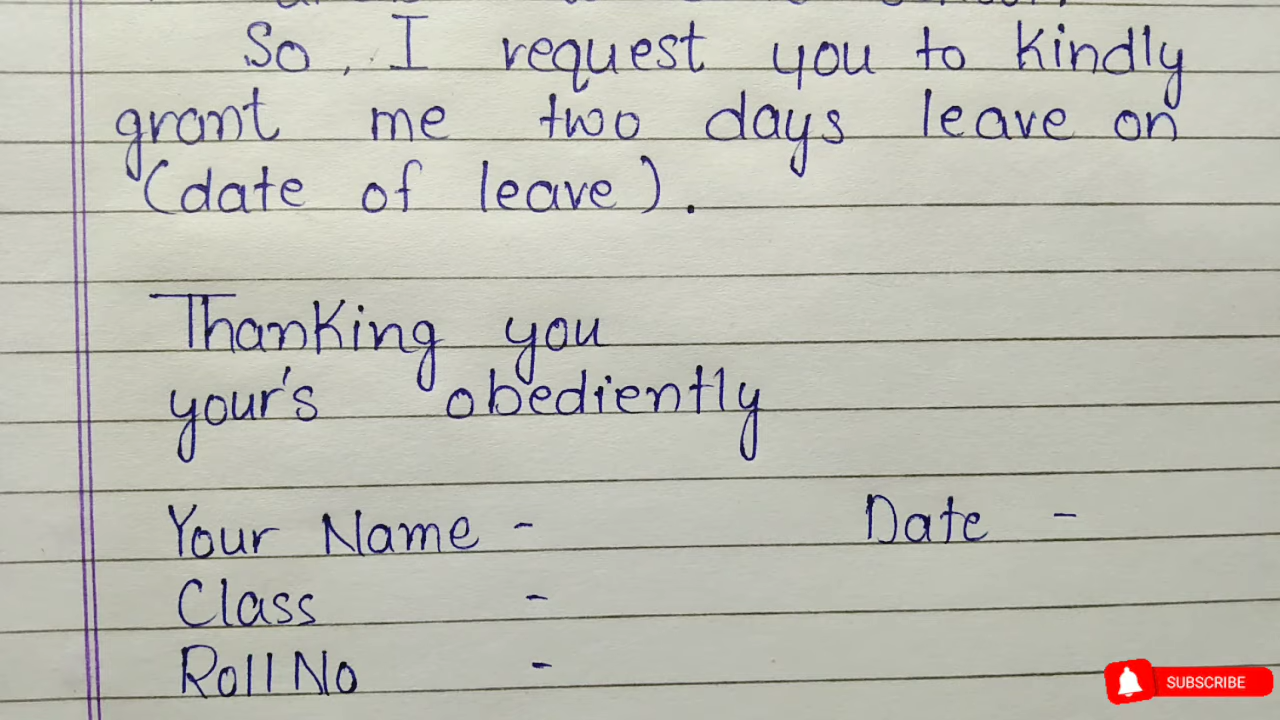 So, I request you to kindly
grant me two days leave on
(date of leave).
Thanking you
your's obediently
Your Name -
Date -
Class -
Roll No -
SUBSCRIBE